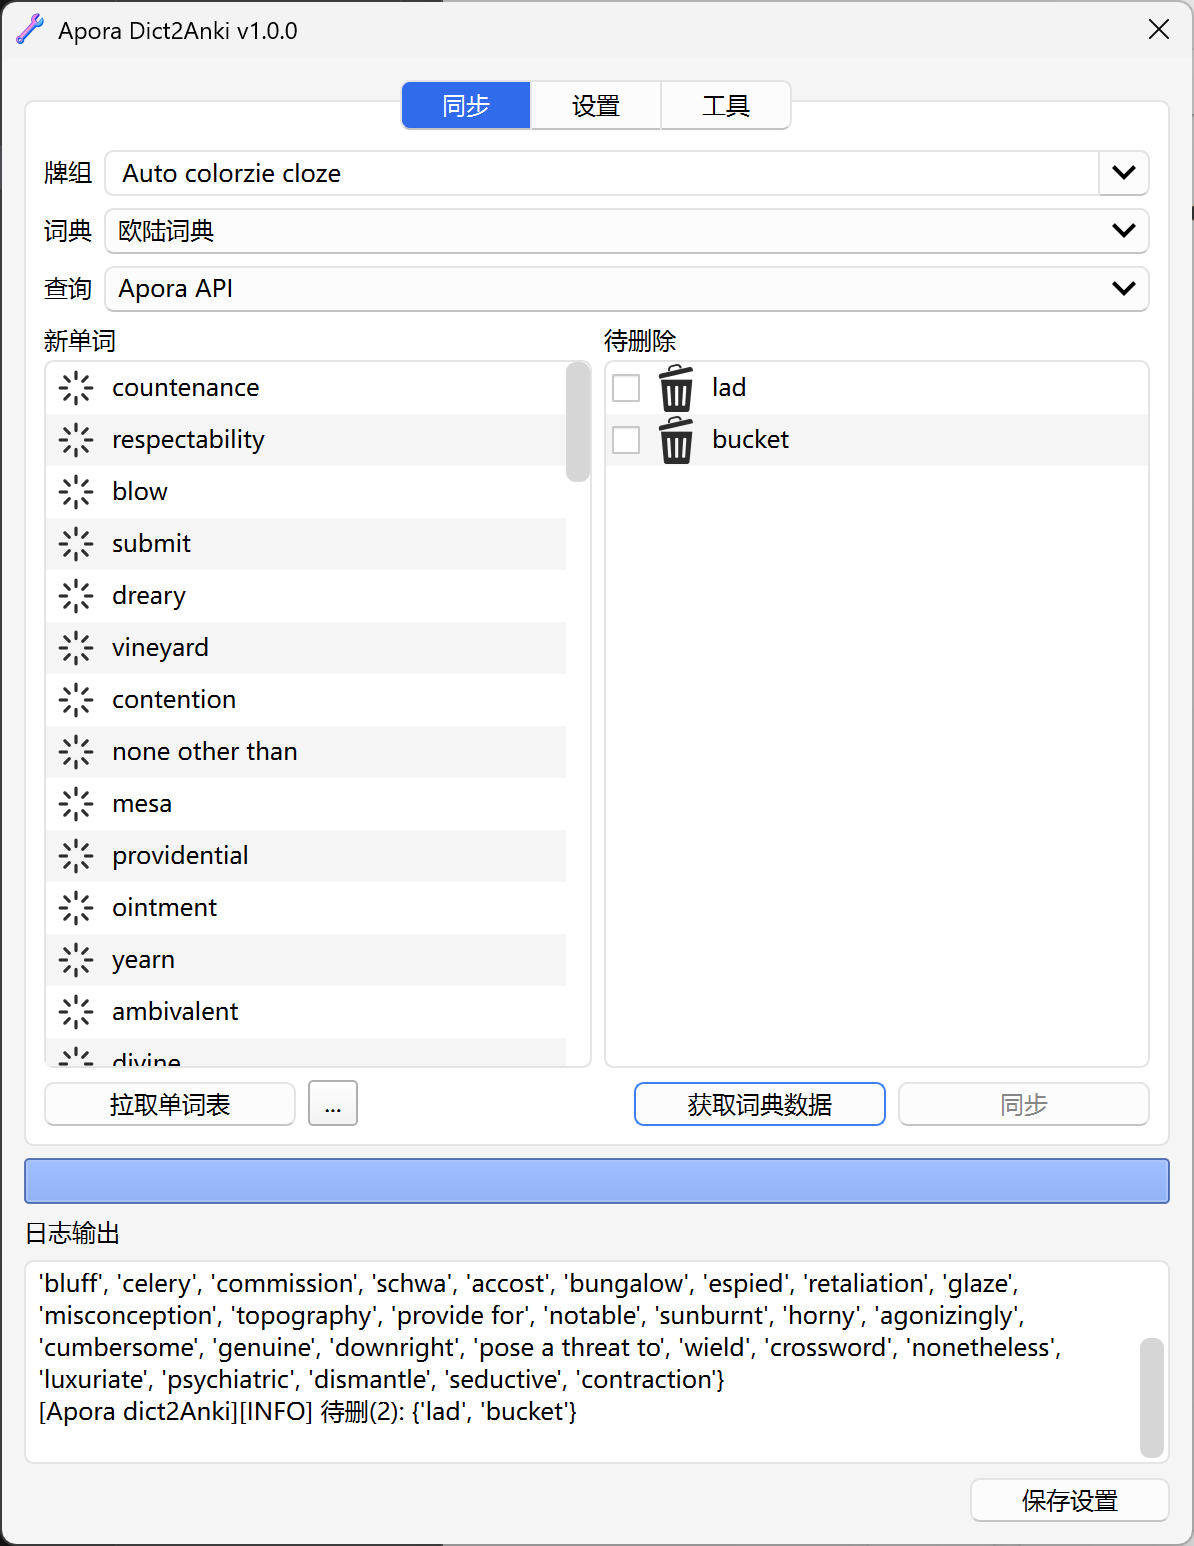 Apora Dict2Anki v1.0.0
同步
设置
工具
牌组
Auto colorzie cloze
词典
欧陆词典
查询
Apora API
新单词
countenance
respectability
blow
submit
dreary
vineyard
contention
none other than
mesa
providential
ointment
yearn
ambivalent
divine
待删除
lad
bucket
拉取单词表
...
获取词典数据
同步
日志输出
'bluff', 'celery', 'commission', 'schwa', 'accost', 'bungalow', 'espied', 'retaliation', 'glaze',
'misconception', 'topography', 'provide for', 'notable', 'sunburnt', 'horny', 'agonizingly',
'cumbersome', 'genuine', 'downright', 'pose a threat to', 'wield', 'crossword', 'nonetheless',
'luxuriate', 'psychiatric', 'dismantle', 'seductive', 'contraction'}
[Apora dict2Anki][INFO] 待删(2): {'lad', 'bucket'}
保存设置